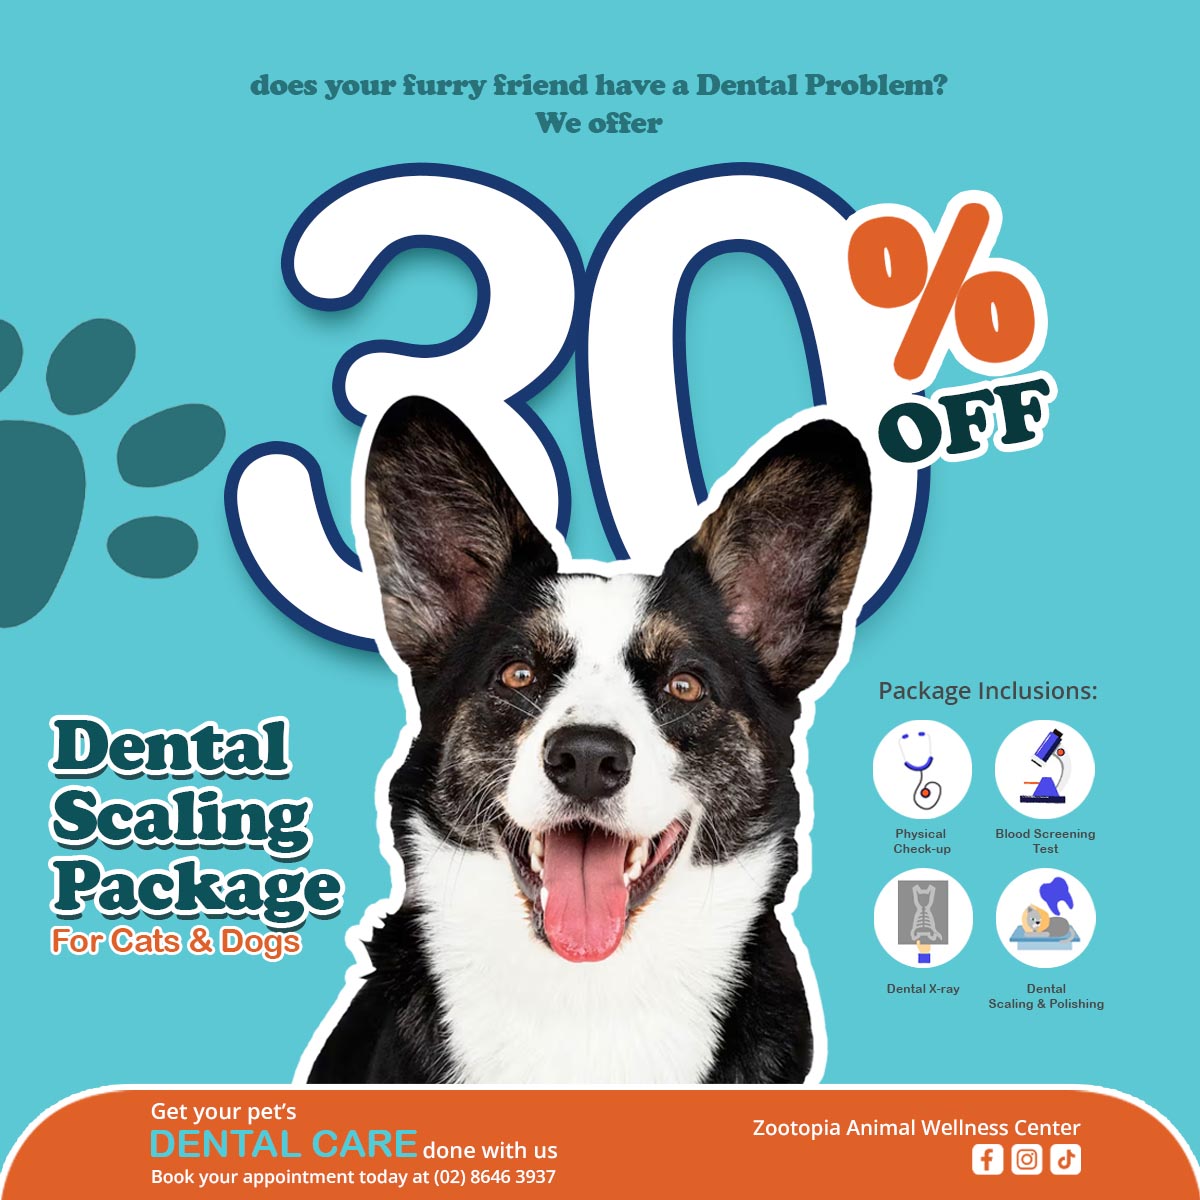 does your furry friend have a Dental Problem?
We offer
30%
OFF
Dental
Scaling
Package
For Cats & Dogs
Package Inclusions:
Physical
Check-up
Blood Screening
Test
Dental X-ray
Dental
Scaling & Polishing
Get your pet's
DENTAL CARE done with us
Book your appointment today at (02) 8646 3937
Zootopia Animal Wellness Center